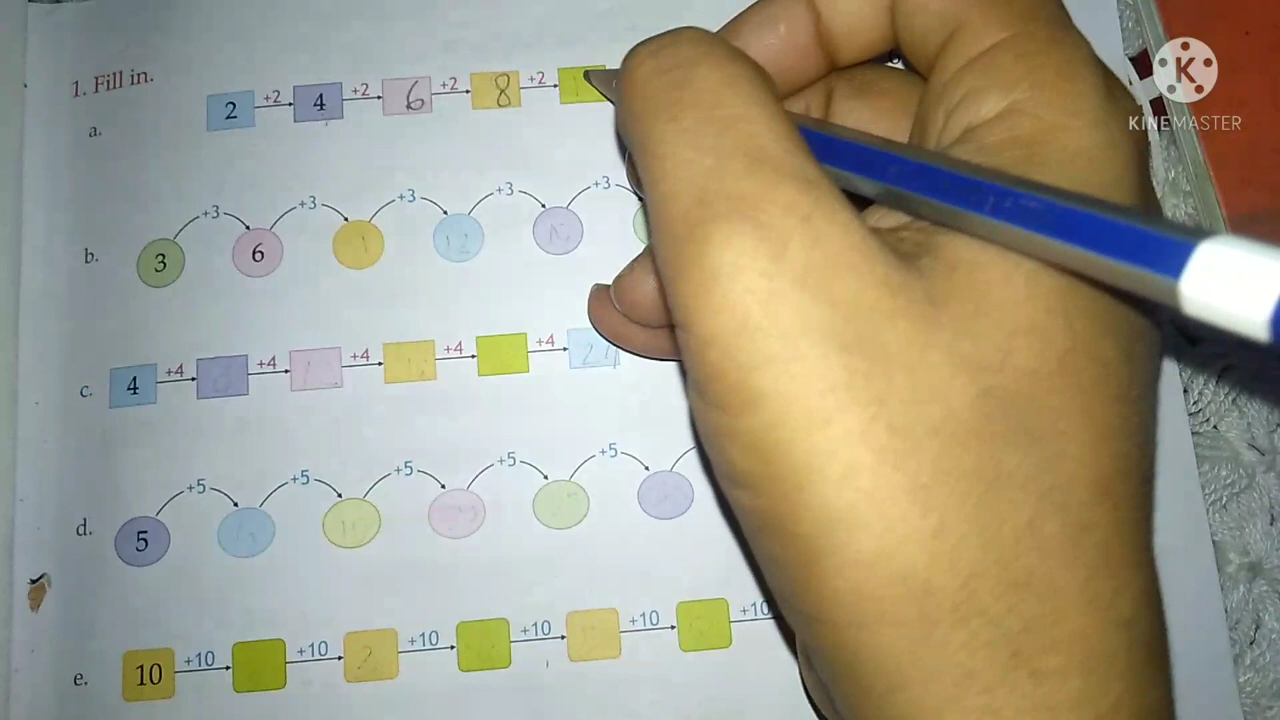 1. Fill in.
a. 2 +2 4 +2 6 +2 8 +2
b. 3 +3 6 +3 +3 12 +3 +3
c. 4 +4 +4 +4 +4 +4 24
d. 5 +5 +5 +5 +5 +5
e. 10 +10 +10 +10 +10 +10 +10
K
KINEMASTER